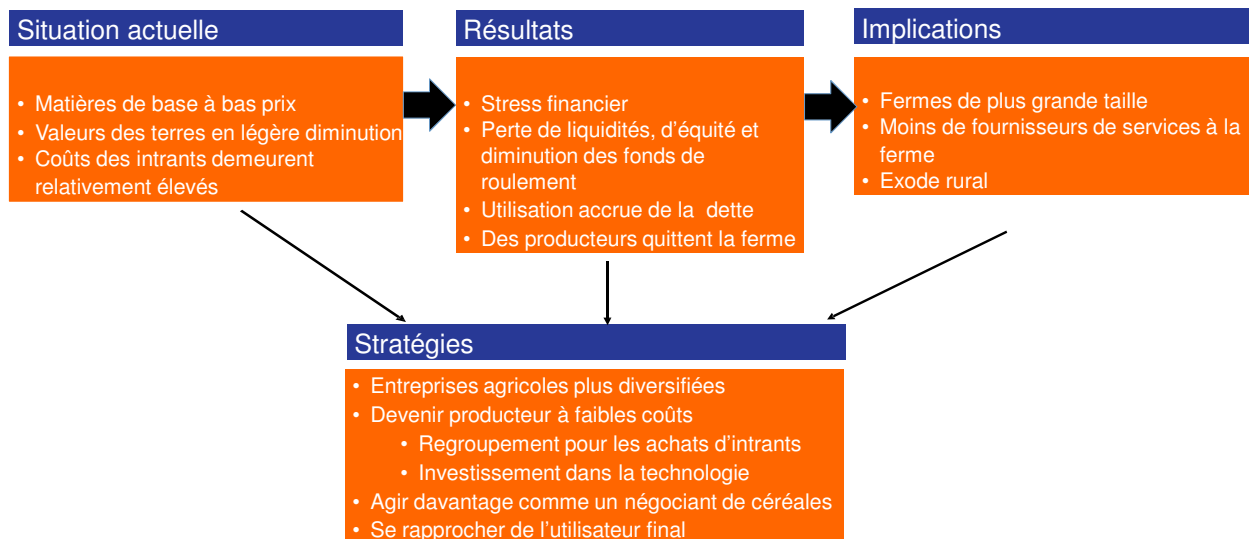 Situation actuelle
• Matières de base à bas prix
• Valeurs des terres en légère diminution
• Coûts des intrants demeurent
relativement élevés
Résultats
• Stress financier
• Perte de liquidités, d'équité et
diminution des fonds de
roulement
• Utilisation accrue de la dette
• Des producteurs quittent la ferme
Implications
• Fermes de plus grande taille
• Moins de fournisseurs de services à la
ferme
• Exode rural
Stratégies
• Entreprises agricoles plus diversifiées
• Devenir producteur à faibles coûts
• Regroupement pour les achats d'intrants
• Investissement dans la technologie
• Agir davantage comme un négociant de céréales
• Se rapprocher de l'utilisateur final